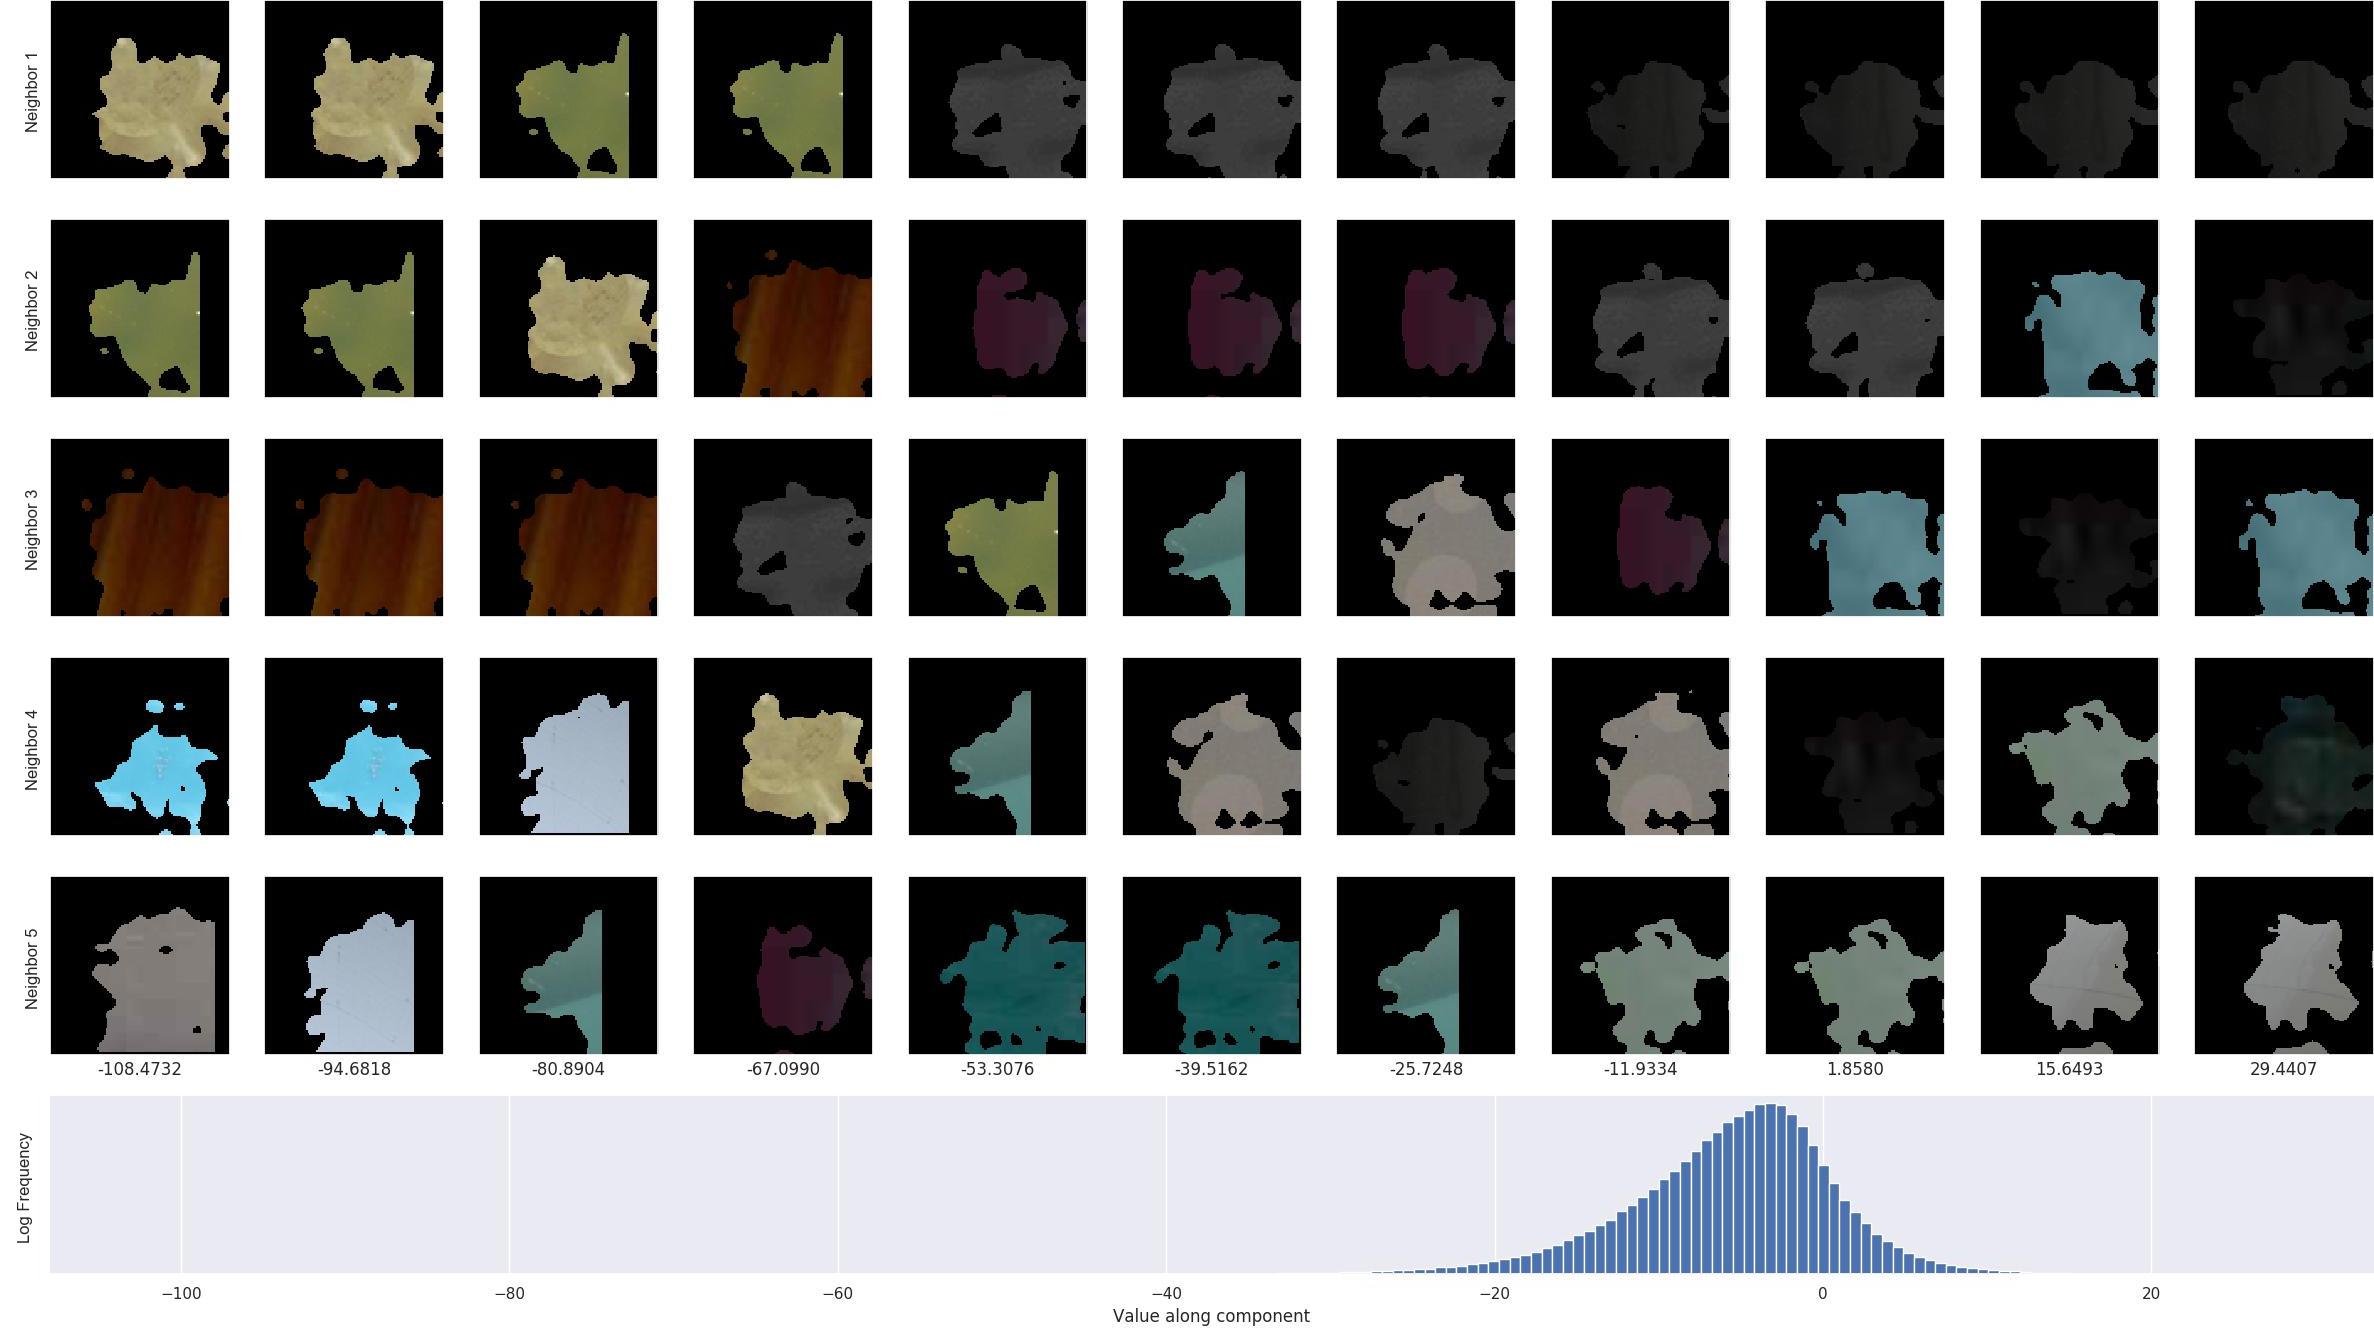 Neighbor 1
Neighbor 2
Neighbor 3
Neighbor 4
Neighbor 5
-108.4732 -94.6818 -80.8904 -67.0990 -53.3076 -39.5162 -25.7248 -11.9334 1.8580 15.6493 29.4407
Log Frequency
−100 −80 −60 −40 −20 0 20
Value along component